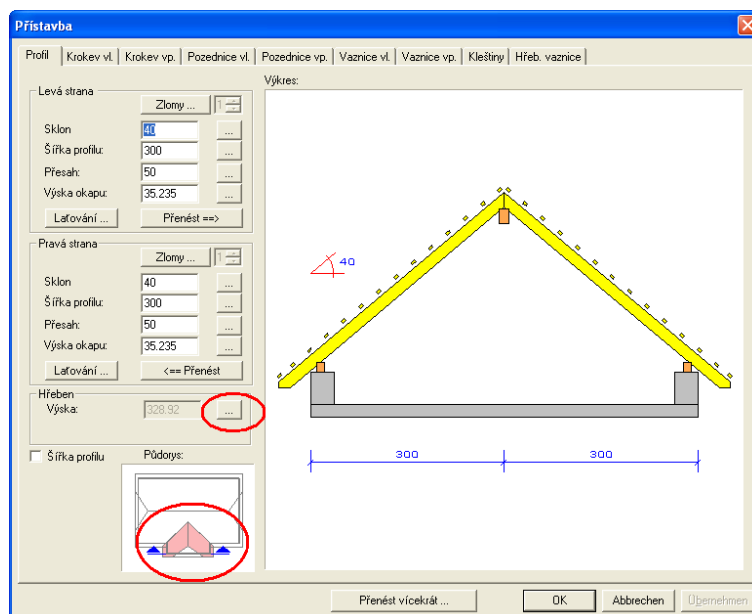 Přístavba
Profil Krokev vl. Krokev vp. Pozednice vl. Pozednice vp. Vaznice vl. Vaznice vp. Kleštiny Hřeb. vaznice
Levá strana
Zlomy ... 1
Sklon 40 ...
Šířka profilu: 300 ...
Přesah: 50 ...
Výska okapu: 35.235 ...
Laťování ... Přenést ==>
Pravá strana
Zlomy ... 1
Sklon 40 ...
Šířka profilu: 300 ...
Přesah: 50 ...
Výška okapu: 35.235 ...
Laťování ... <== Přenést
Hřeben
Výška: 328.92 ...
Šířka profilu Půdorys:
Výkres:
40
300 300
Přenést vícekrát ... OK Abbrechen Übernehmen